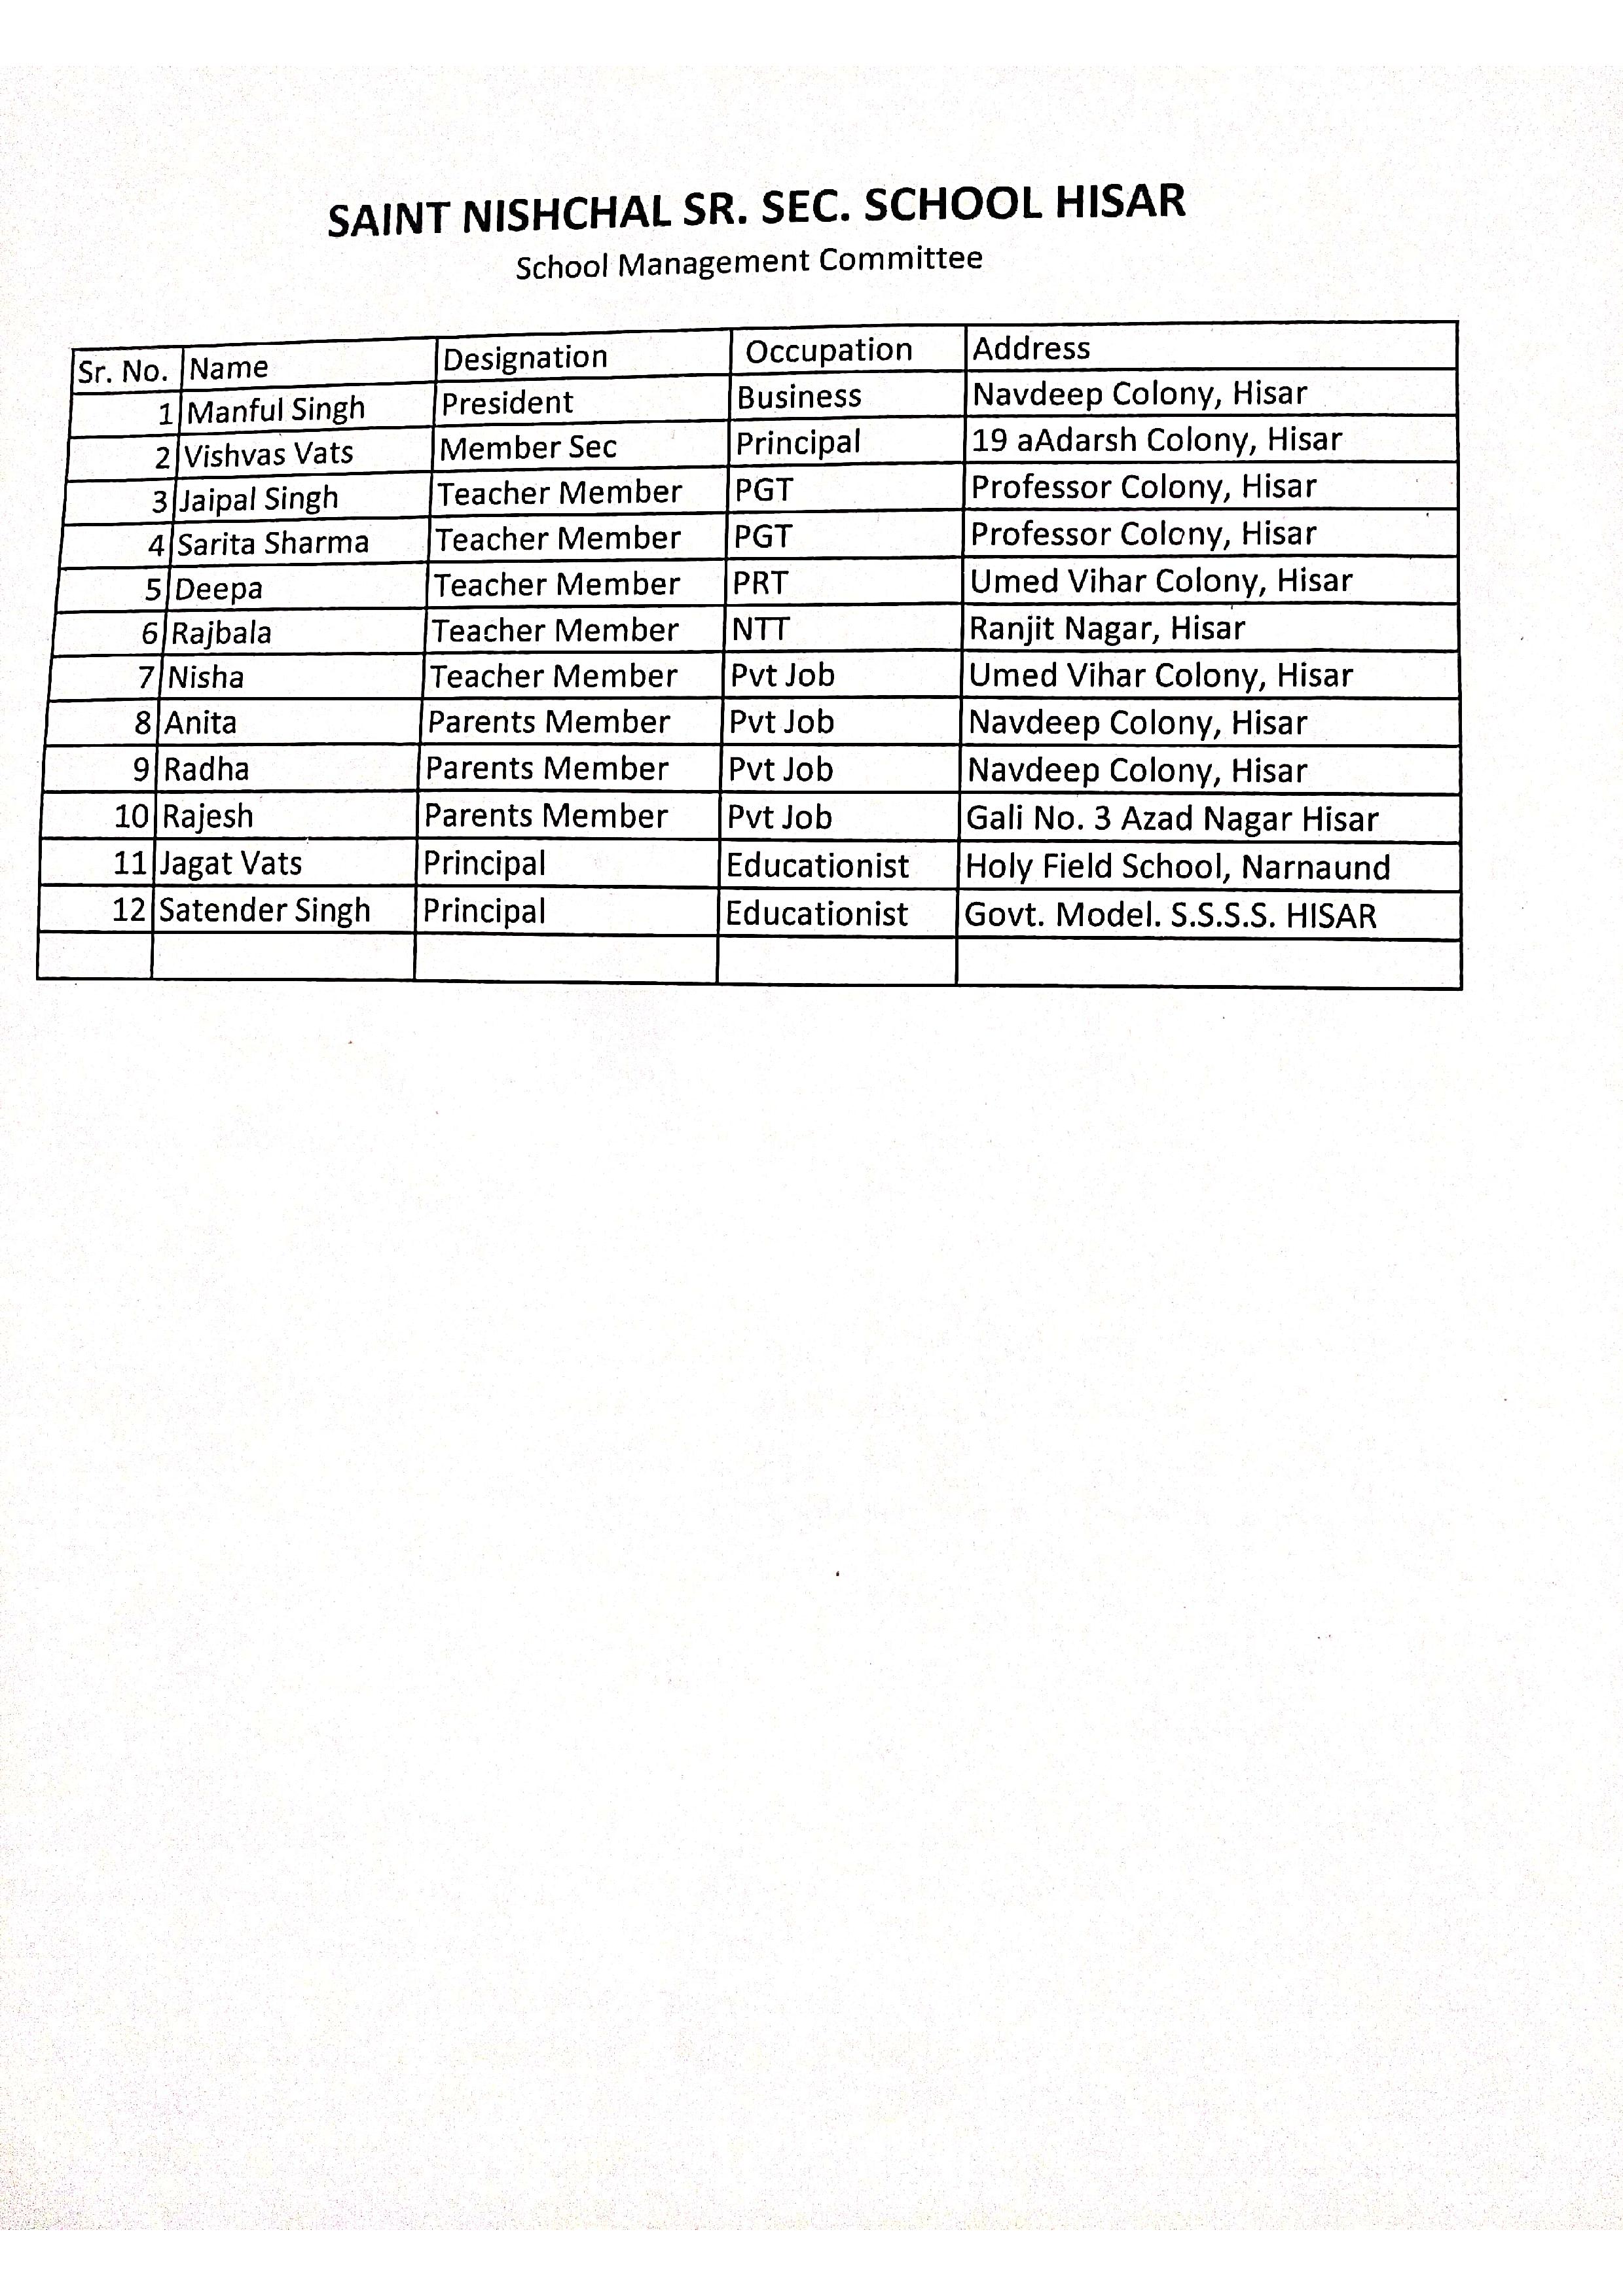 SAINT NISHCHAL SR. SEC. SCHOOL HISAR
School Management Committee
Sr. No. Name Designation Occupation Address
1 Manful Singh President Business Navdeep Colony, Hisar
2 Vishvas Vats Member Sec Principal 19 aAdarsh Colony, Hisar
3 Jaipal Singh Teacher Member PGT Professor Colony, Hisar
4 Sarita Sharma Teacher Member PGT Professor Colony, Hisar
5 Deepa Teacher Member PRT Umed Vihar Colony, Hisar
6 Rajbala Teacher Member NTT Ranjit Nagar, Hisar
7 Nisha Teacher Member Pvt Job Umed Vihar Colony, Hisar
8 Anita Parents Member Pvt Job Navdeep Colony, Hisar
9 Radha Parents Member Pvt Job Navdeep Colony, Hisar
10 Rajesh Parents Member Pvt Job Gali No. 3 Azad Nagar Hisar
11 Jagat Vats Principal Educationist Holy Field School, Narnaund
12 Satender Singh Principal Educationist Govt. Model. S.S.S.S. HISAR